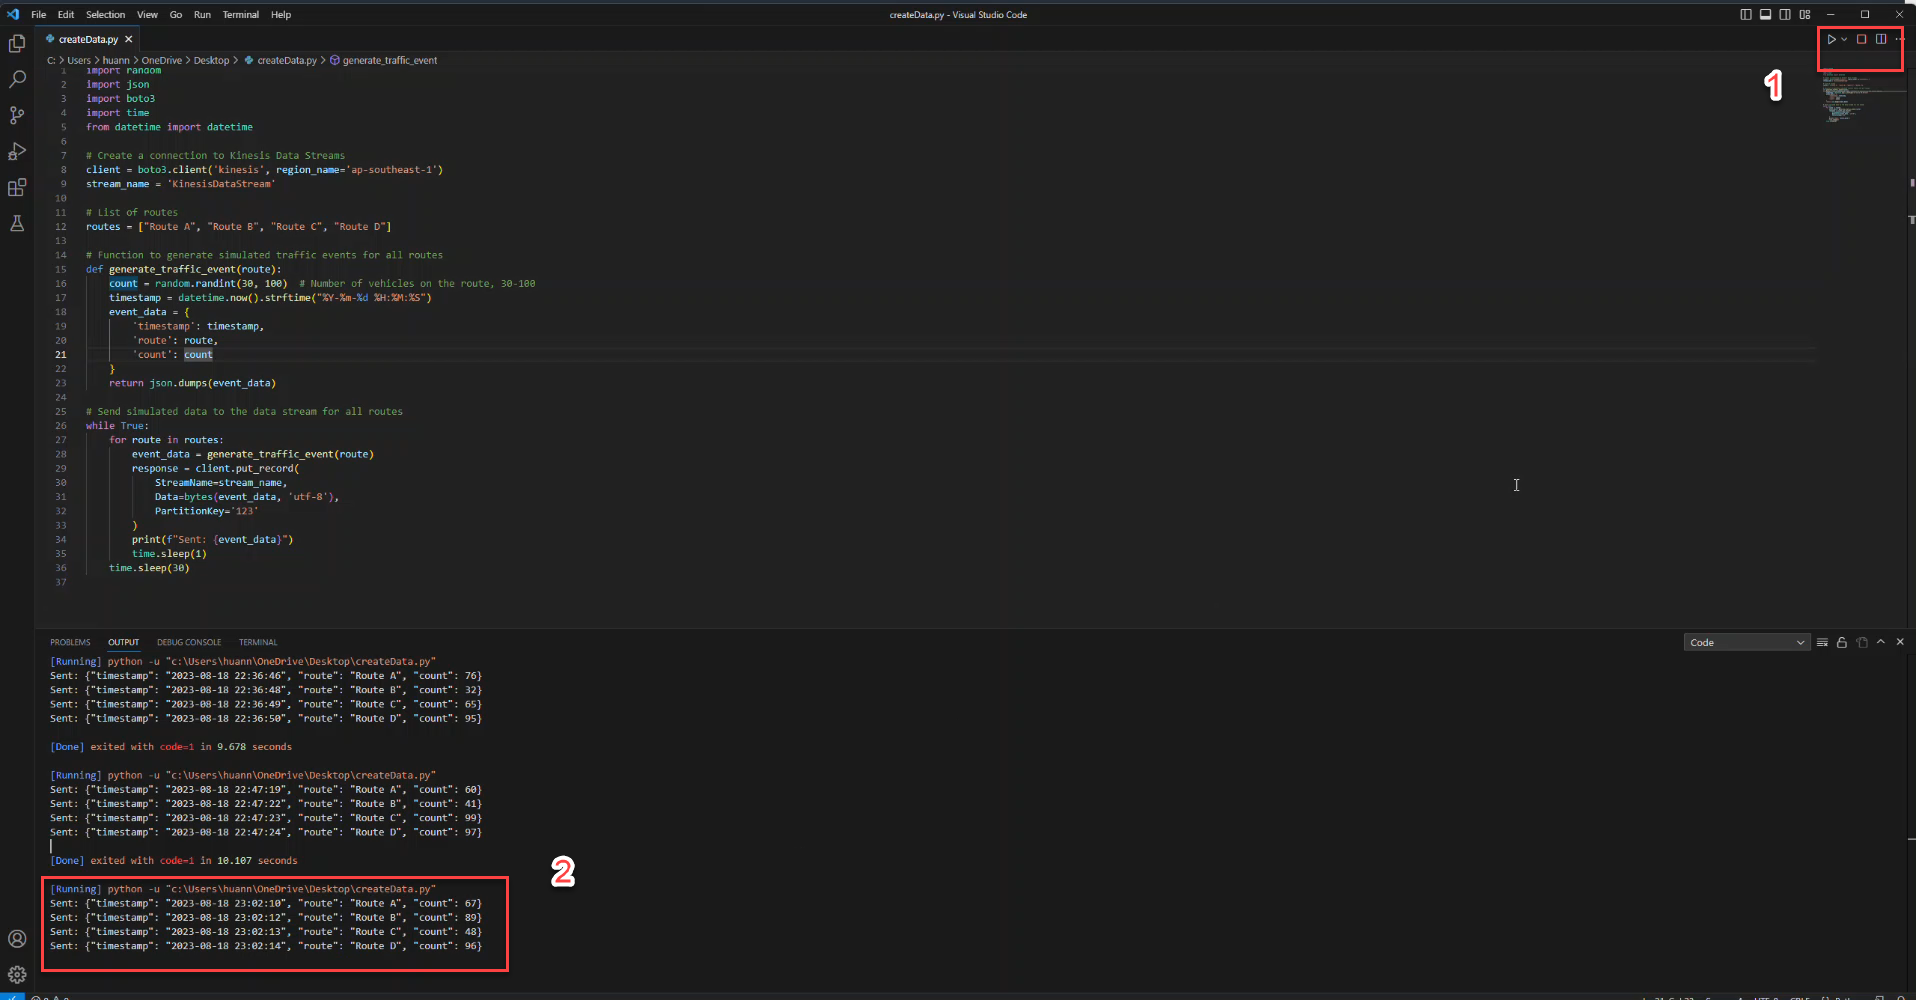 File Edit Selection View Go Run Terminal Help
createData.py - Visual Studio Code
createData.py
C: > Users > huann > OneDrive > Desktop > createData.py > generate_traffic_event
1
1 import random
2 import json
3 import boto3
4 import time
5 from datetime import datetime
6
7 # Create a connection to Kinesis Data Streams
8 client = boto3.client('kinesis', region_name='ap-southeast-1')
9 stream_name = 'KinesisDataStream'
10
11 # List of routes
12 routes = ["Route A", "Route B", "Route C", "Route D"]
13
14 # Function to generate simulated traffic events for all routes
15 def generate_traffic_event(route):
16 count = random.randint(30, 100) # Number of vehicles on the route, 30-100
17 timestamp = datetime.now().strftime("%Y-%m-%d %H:%M:%S")
18 event_data = {
19 'timestamp': timestamp,
20 'route': route,
21 'count': count
22 }
23 return json.dumps(event_data)
24
25 # Send simulated data to the data stream for all routes
26 while True:
27 for route in routes:
28 event_data = generate_traffic_event(route)
29 response = client.put_record(
30 StreamName=stream_name,
31 Data=bytes(event_data, 'utf-8'),
32 PartitionKey='123'
33 )
34 print(f"Sent: {event_data}")
35 time.sleep(1)
36 time.sleep(30)
37
PROBLEMS OUTPUT DEBUG CONSOLE TERMINAL
Code
[Running] python -u "c:\Users\huann\OneDrive\Desktop\createData.py"
Sent: {"timestamp": "2023-08-18 22:36:46", "route": "Route A", "count": 76}
Sent: {"timestamp": "2023-08-18 22:36:48", "route": "Route B", "count": 32}
Sent: {"timestamp": "2023-08-18 22:36:49", "route": "Route C", "count": 65}
Sent: {"timestamp": "2023-08-18 22:36:50", "route": "Route D", "count": 95}
[Done] exited with code=1 in 9.678 seconds
[Running] python -u "c:\Users\huann\OneDrive\Desktop\createData.py"
Sent: {"timestamp": "2023-08-18 22:47:19", "route": "Route A", "count": 60}
Sent: {"timestamp": "2023-08-18 22:47:22", "route": "Route B", "count": 41}
Sent: {"timestamp": "2023-08-18 22:47:23", "route": "Route C", "count": 99}
Sent: {"timestamp": "2023-08-18 22:47:24", "route": "Route D", "count": 97}
[Done] exited with code=1 in 10.107 seconds
2
[Running] python -u "c:\Users\huann\OneDrive\Desktop\createData.py"
Sent: {"timestamp": "2023-08-18 23:02:10", "route": "Route A", "count": 67}
Sent: {"timestamp": "2023-08-18 23:02:12", "route": "Route B", "count": 89}
Sent: {"timestamp": "2023-08-18 23:02:13", "route": "Route C", "count": 48}
Sent: {"timestamp": "2023-08-18 23:02:14", "route": "Route D", "count": 96}